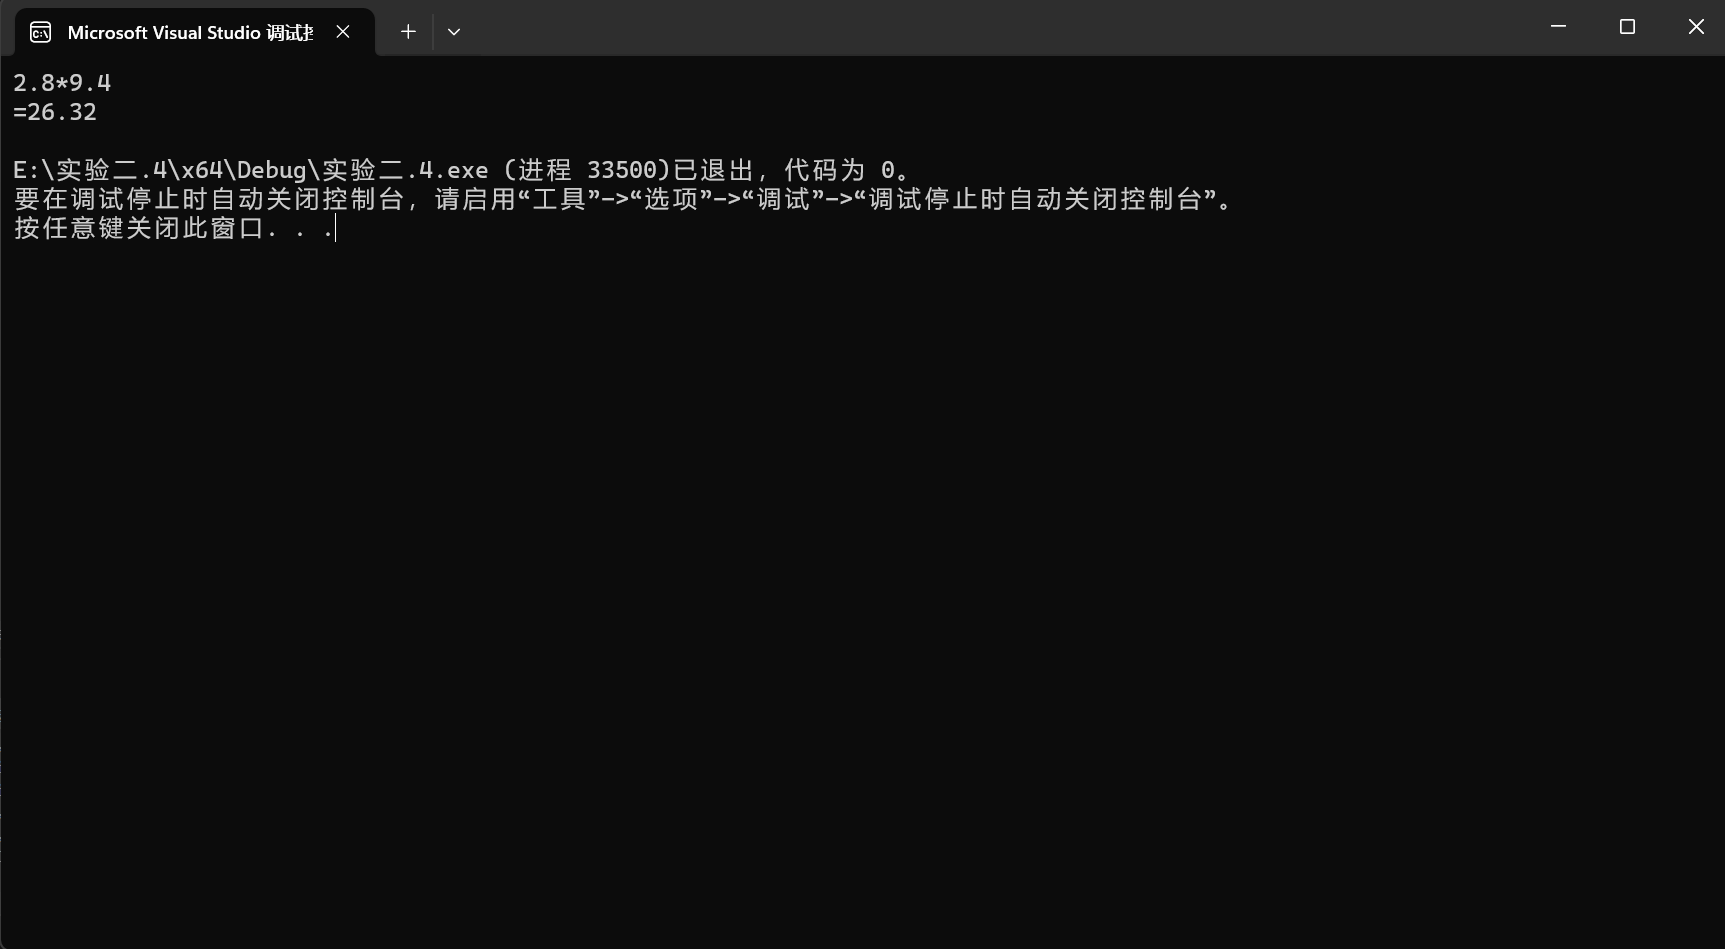 Microsoft Visual Studio 调试
2.8*9.4
=26.32
E:\实验二.4\x64\Debug\实验二.4.exe (进程 33500)已退出，代码为 0。
要在调试停止时自动关闭控制台，请启用“工具”->“选项”->“调试”->“调试停止时自动关闭控制台”。
按任意键关闭此窗口. . .